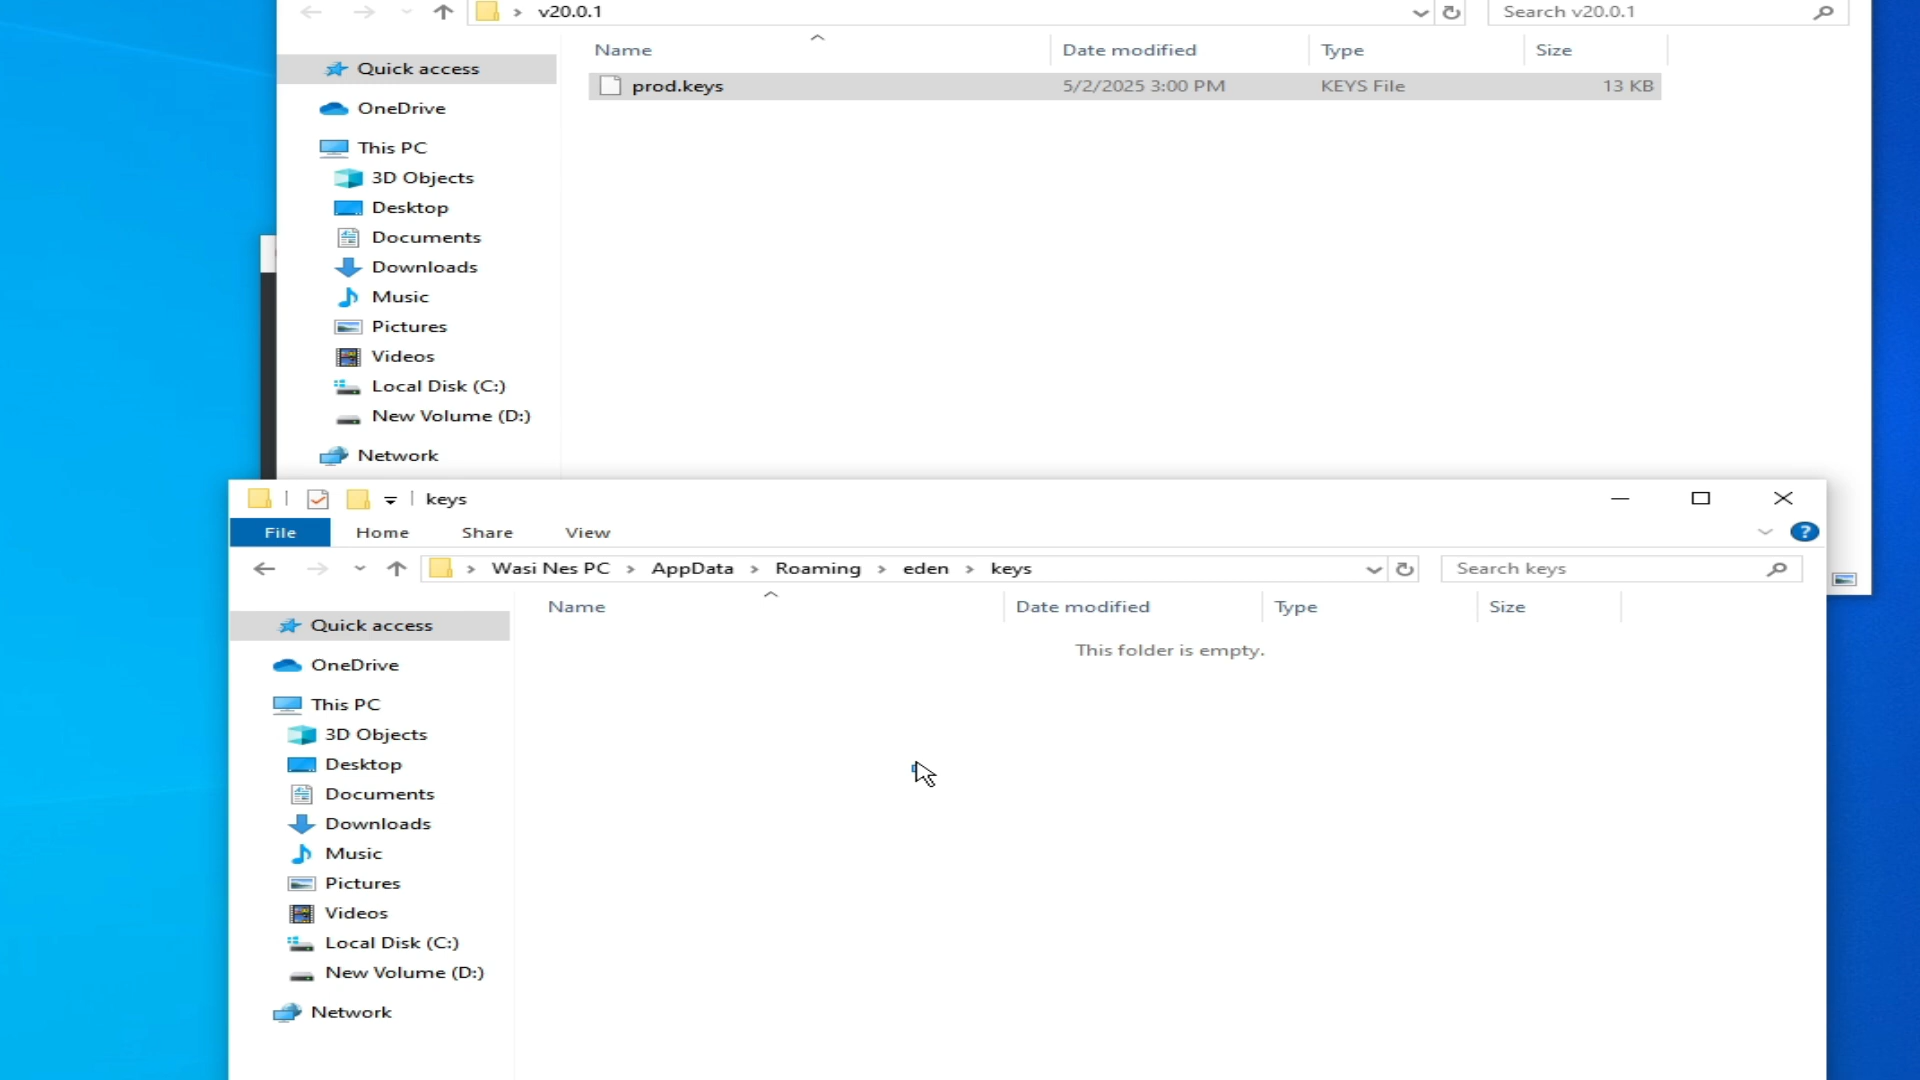 v20.0.1
Search v20.0.1
Name Date modified Type Size
prod.keys 5/2/2025 3:00 PM KEYS File 13 KB
Quick access
OneDrive
This PC
3D Objects
Desktop
Documents
Downloads
Music
Pictures
Videos
Local Disk (C:)
New Volume (D:)
Network
keys
File Home Share View
Wasi Nes PC AppData Roaming eden keys
Search keys
Name Date modified Type Size
This folder is empty.
Quick access
OneDrive
This PC
3D Objects
Desktop
Documents
Downloads
Music
Pictures
Videos
Local Disk (C:)
New Volume (D:)
Network